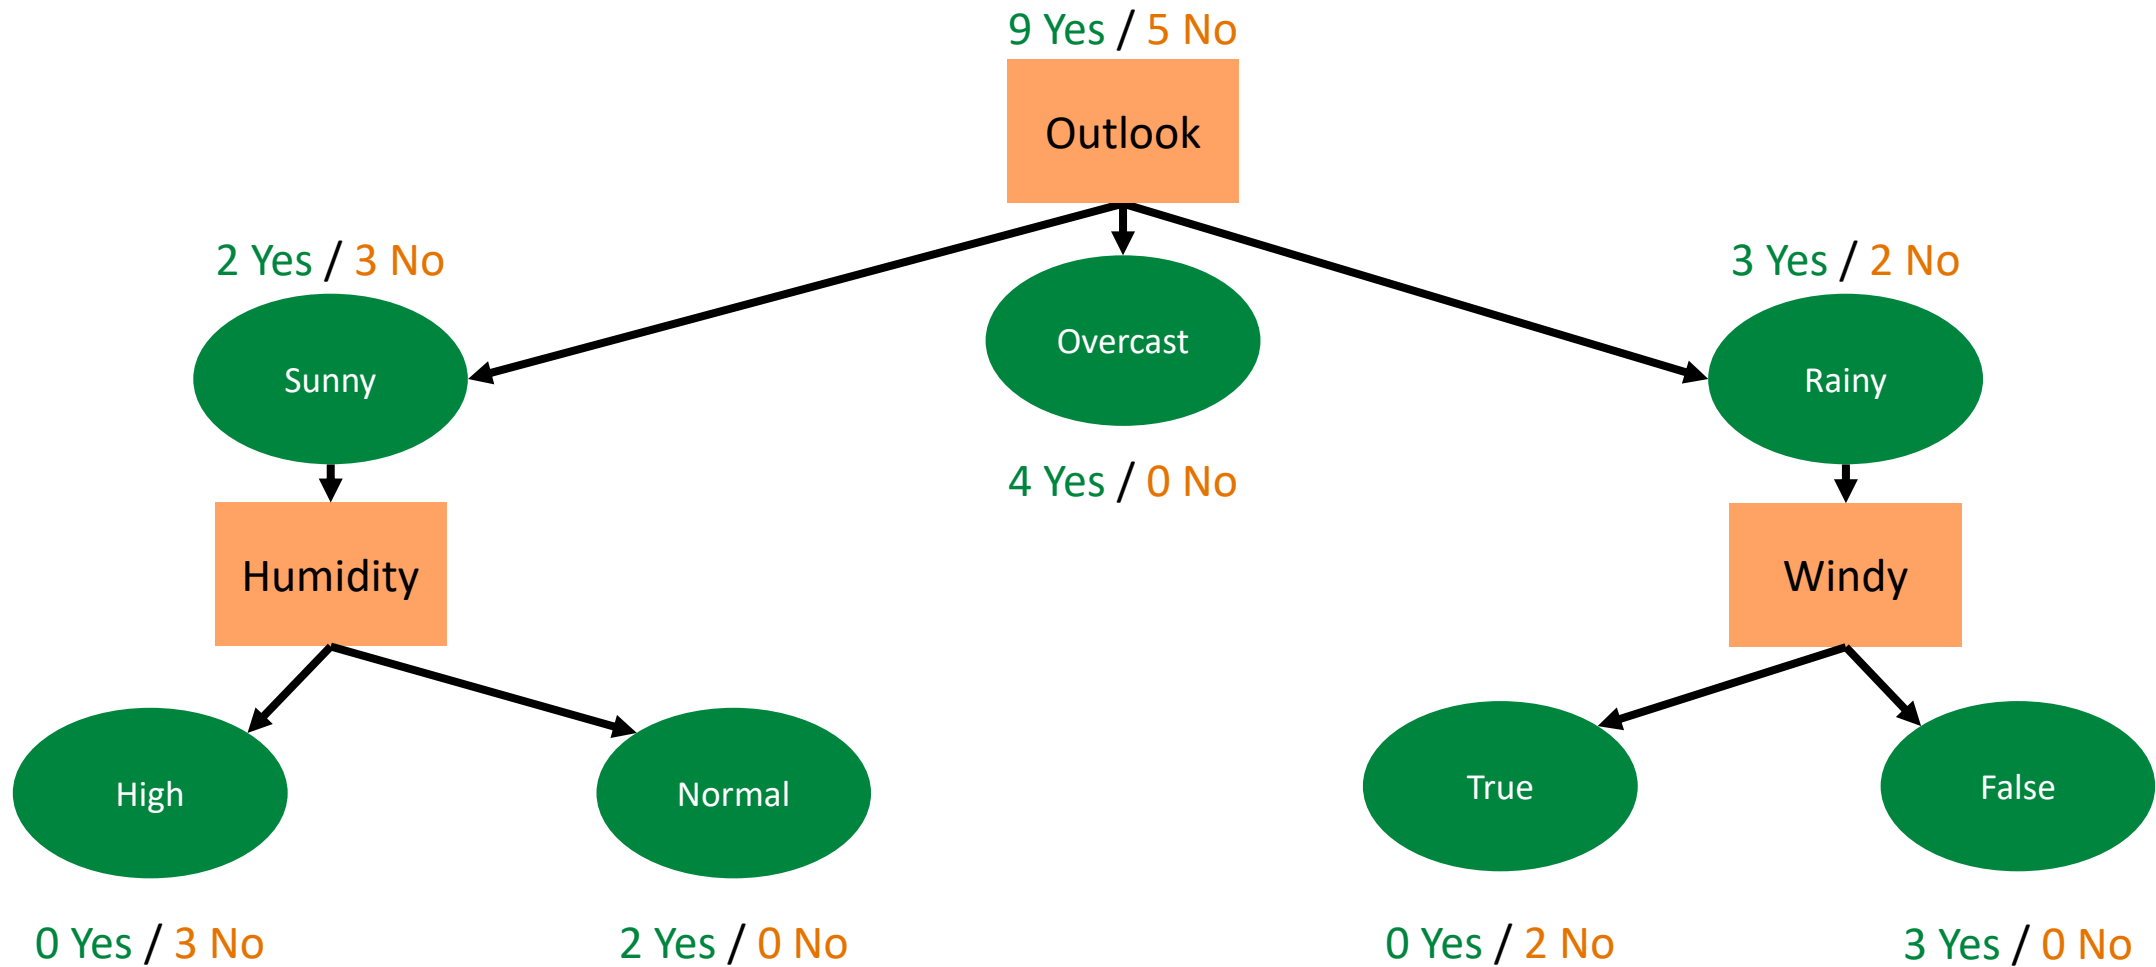 9 Yes / 5 No
Outlook
2 Yes / 3 No
3 Yes / 2 No
Overcast
Sunny
Rainy
4 Yes / 0 No
Humidity
Windy
High
Normal
True
False
0 Yes / 3 No
2 Yes / 0 No
0 Yes / 2 No
3 Yes / 0 No